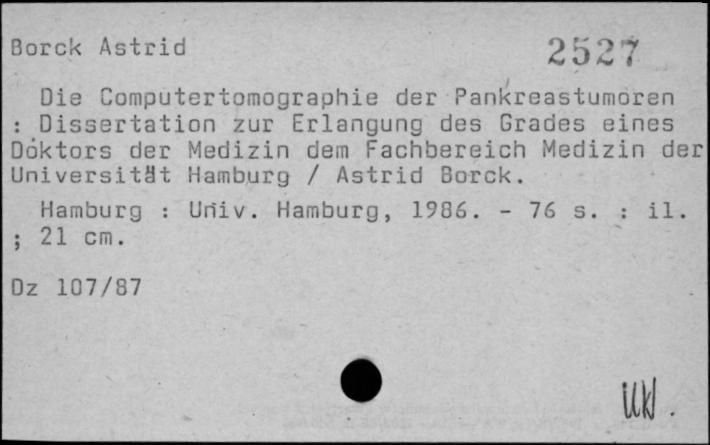 Borck Astrid 2527
Die Computertomographie der Pankreastumoren
: Dissertation zur Erlangung des Grades eines
Doktors der Medizin dem Fachbereich Medizin der
Universität Hamburg / Astrid Borck.
Hamburg : Univ. Hamburg, 1986. - 76 s. : il.
; 21 cm.
Dz 107/87